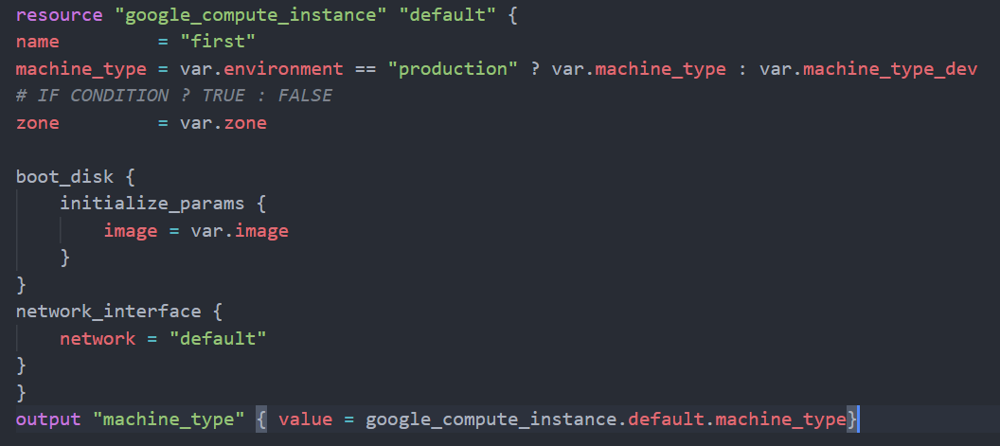 resource "google_compute_instance" "default" {
name         = "first"
machine_type = var.environment == "production" ? var.machine_type : var.machine_type_dev
# IF CONDITION ? TRUE : FALSE
zone         = var.zone

boot_disk {
    initialize_params {
        image = var.image
    }
}
network_interface {
    network = "default"
}
}
output "machine_type" { value = google_compute_instance.default.machine_type}